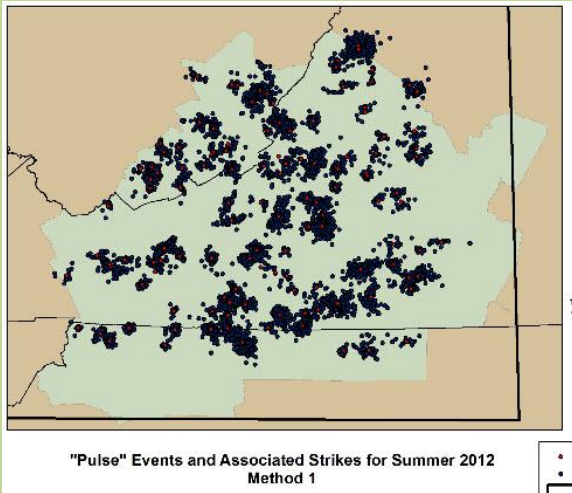 "Pulse" Events and Associated Strikes for Summer 2012
Method 1